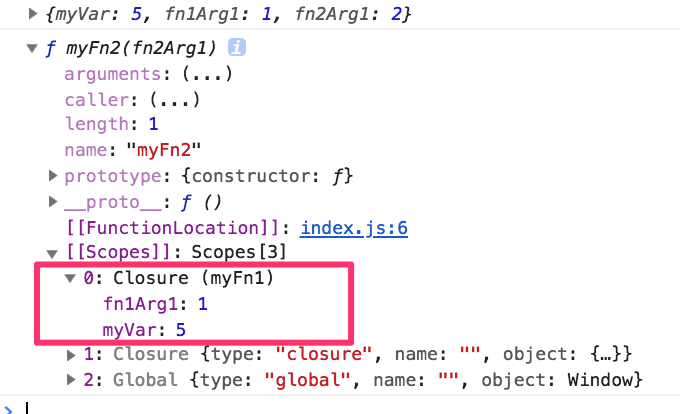 ▶ {myVar: 5, fn1Arg1: 1, fn2Arg1: 2}
▼ ƒ myFn2(fn2Arg1) i
arguments: (...)
caller: (...)
length: 1
name: "myFn2"
▶ prototype: {constructor: ƒ}
▶ __proto__: ƒ ()
[[FunctionLocation]]: index.js:6
▼ [[Scopes]]: Scopes[3]
▼ 0: Closure (myFn1)
fn1Arg1: 1
myVar: 5
▶ 1: Closure {type: "closure", name: "", object: {…}}
▶ 2: Global {type: "global", name: "", object: Window}
>